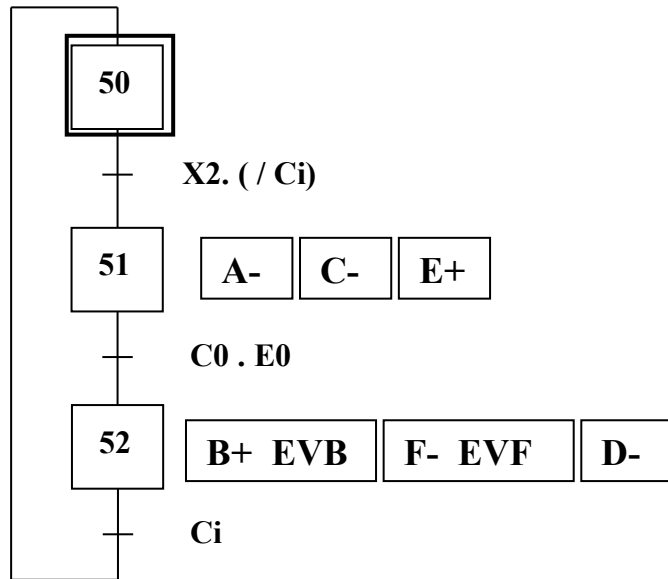 50
X2. ( / Ci)
51
A- C- E+
C0 . E0
52
B+ EVB F- EVF D-
Ci